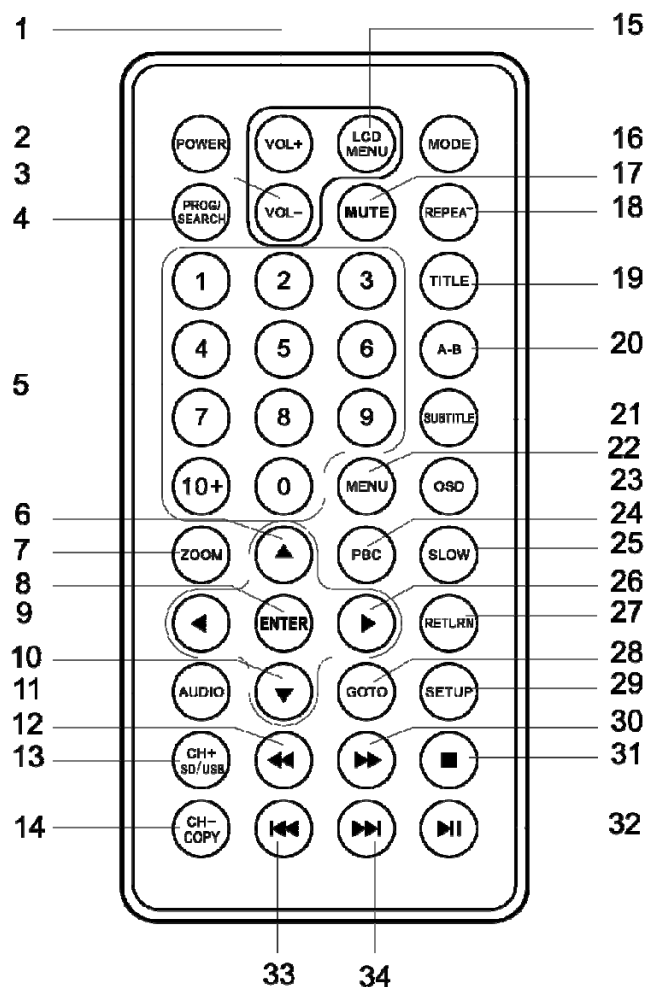 1 15
2 POWER VOL+ LCD MENU MODE 16
3 17
4 PROG/ SEARCH VOL− MUTE REPEA 18
1 2 3 TITLE 19
4 5 6 A-B 20
5
7 8 9 SUBTITLE 21
22
10+ 0 MENU OSD 23
6 24
7 ZOOM PBC SLOW 25
8 26
9 ENTER RETLRN 27
10 28
11 AUDIO GOTO SETUP 29
12 30
13 CH+ SD/USB 31
14 CH− COPY 32
33 34